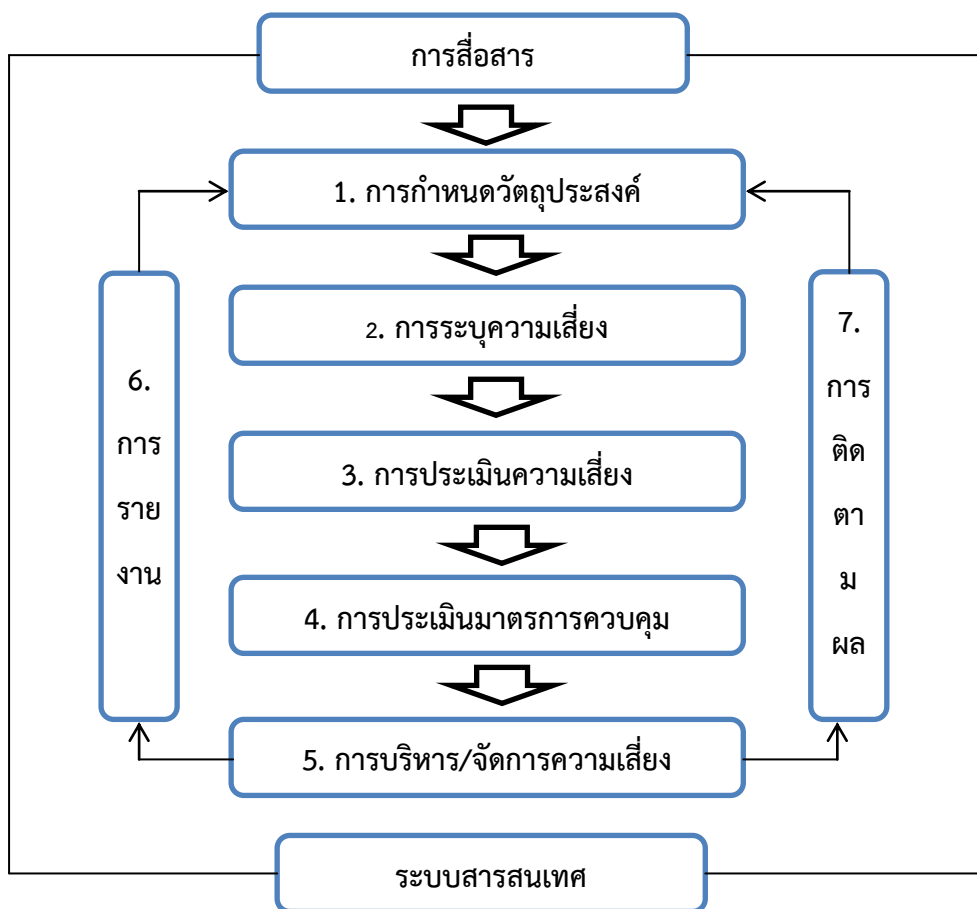 การสื่อสาร
1. การกำหนดวัตถุประสงค์
2. การระบุความเสี่ยง
3. การประเมินความเสี่ยง
4. การประเมินมาตรการควบคุม
5. การบริหาร/จัดการความเสี่ยง
6.
การ
ราย
งาน
7.
การ
ติด
ตา
ม
ผล
ระบบสารสนเทศ